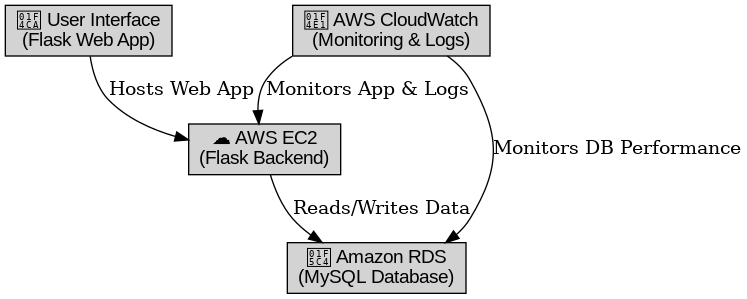 📊 User Interface
(Flask Web App)
📡 AWS CloudWatch
(Monitoring & Logs)
Hosts Web App
Monitors App & Logs
☁ AWS EC2
(Flask Backend)
Monitors DB Performance
Reads/Writes Data
🗄 Amazon RDS
(MySQL Database)